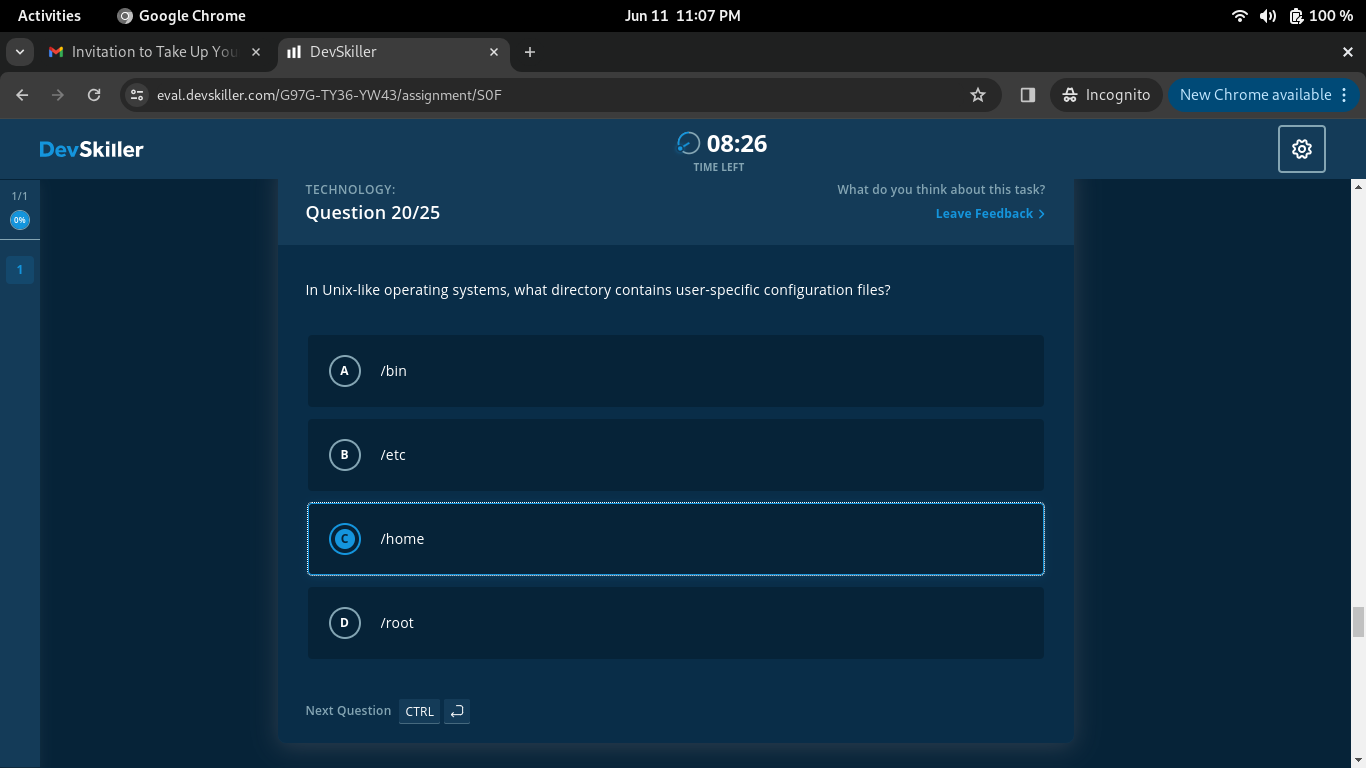 Activities Google Chrome Jun 11 11:07 PM 100 %
Invitation to Take Up You DevSkiller
eval.devskiller.com/G97G-TY36-YW43/assignment/S0F Incognito New Chrome available
DevSkiller 08:26
TIME LEFT
1/1
0%
1
TECHNOLOGY: What do you think about this task?
Question 20/25 Leave Feedback
In Unix-like operating systems, what directory contains user-specific configuration files?
A /bin
B /etc
C /home
D /root
Next Question CTRL